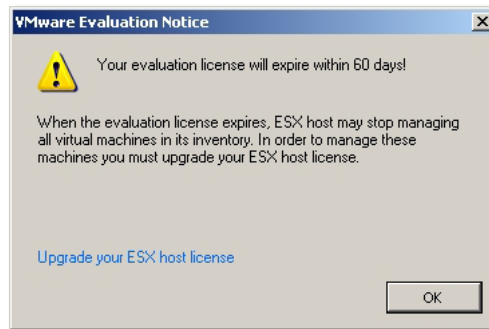 VMware Evaluation Notice
Your evaluation license will expire within 60 days!
When the evaluation license expires, ESX host may stop managing
all virtual machines in its inventory. In order to manage these
machines you must upgrade your ESX host license.
Upgrade your ESX host license
OK